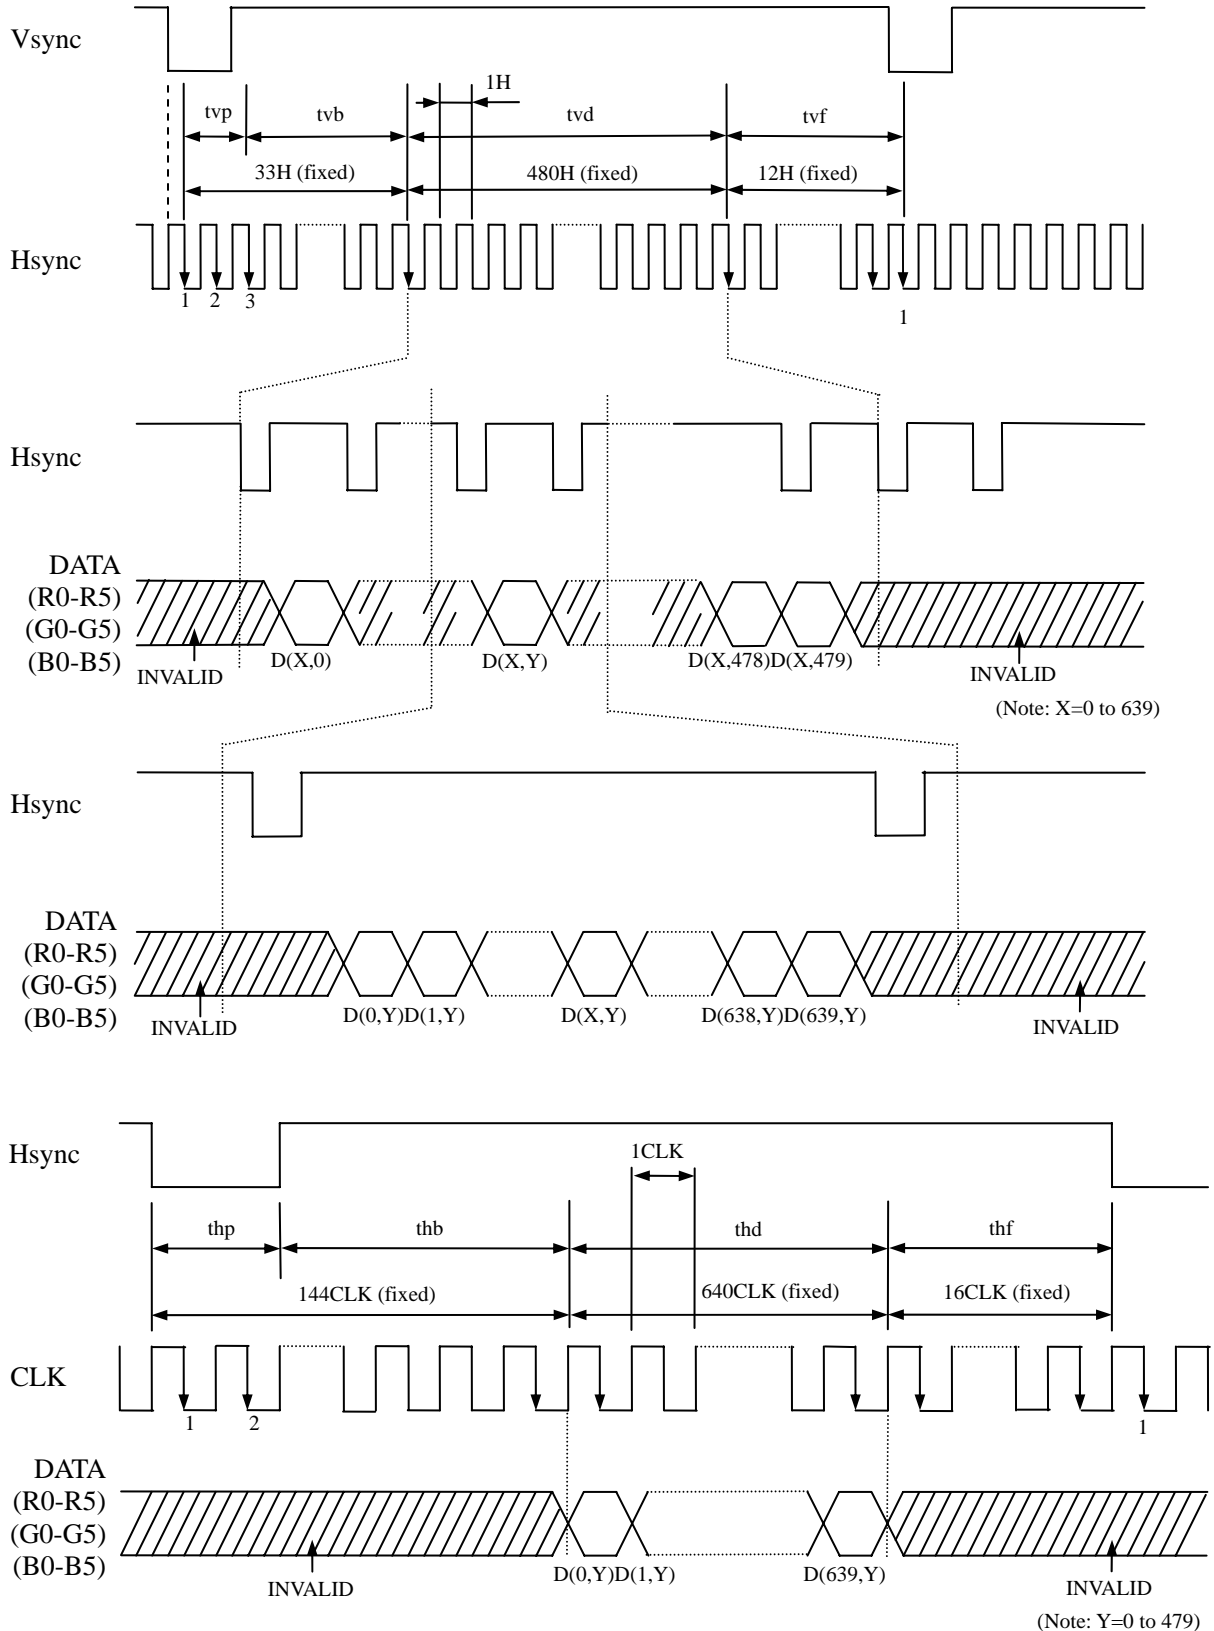 Vsync
1H
tvp tvb tvd tvf
33H (fixed) 480H (fixed) 12H (fixed)
Hsync
1 2 3 1
Hsync
DATA
(R0-R5)
(G0-G5)
(B0-B5)
D(X,0) D(X,Y) D(X,478)D(X,479)
INVALID INVALID
(Note: X=0 to 639)
Hsync
DATA
(R0-R5)
(G0-G5)
(B0-B5)
D(0,Y)D(1,Y) D(X,Y) D(638,Y)D(639,Y)
INVALID INVALID
Hsync
1CLK
thp thb thd thf
144CLK (fixed) 640CLK (fixed) 16CLK (fixed)
CLK
1 2 1
DATA
(R0-R5)
(G0-G5)
(B0-B5)
D(0,Y)D(1,Y) D(639,Y)
INVALID INVALID
(Note: Y=0 to 479)